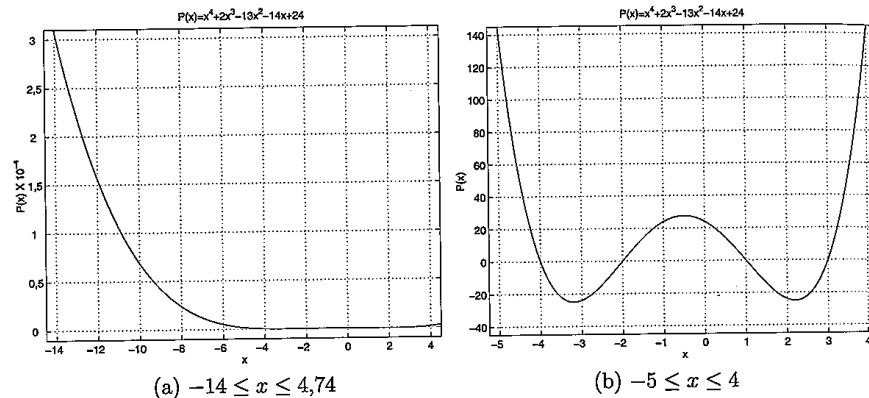 P(x)=x⁴+2x³−13x²−14x+24
3
2,5
2
1,5
1
0,5
0
P(x) X 10⁻⁴
−14 −12 −10 −8 −6 −4 −2 0 2 4
x
(a) −14 ≤ x ≤ 4,74
P(x)=x⁴+2x³−13x²−14x+24
140
120
100
80
60
40
20
0
−20
−40
P(x)
−5 −4 −3 −2 −1 0 1 2 3 4
x
(b) −5 ≤ x ≤ 4